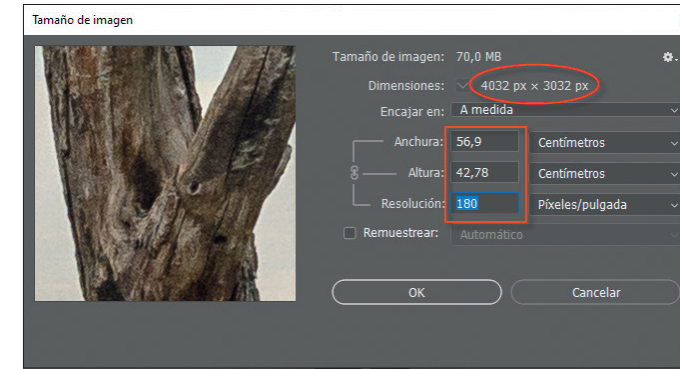 Tamaño de imagen
Tamaño de imagen: 70,0 MB
Dimensiones: 4032 px × 3032 px
Encajar en: A medida
Anchura: 56,9 Centímetros
Altura: 42,78 Centímetros
Resolución: 180 Píxeles/pulgada
Remuestrear: Automático
OK Cancelar